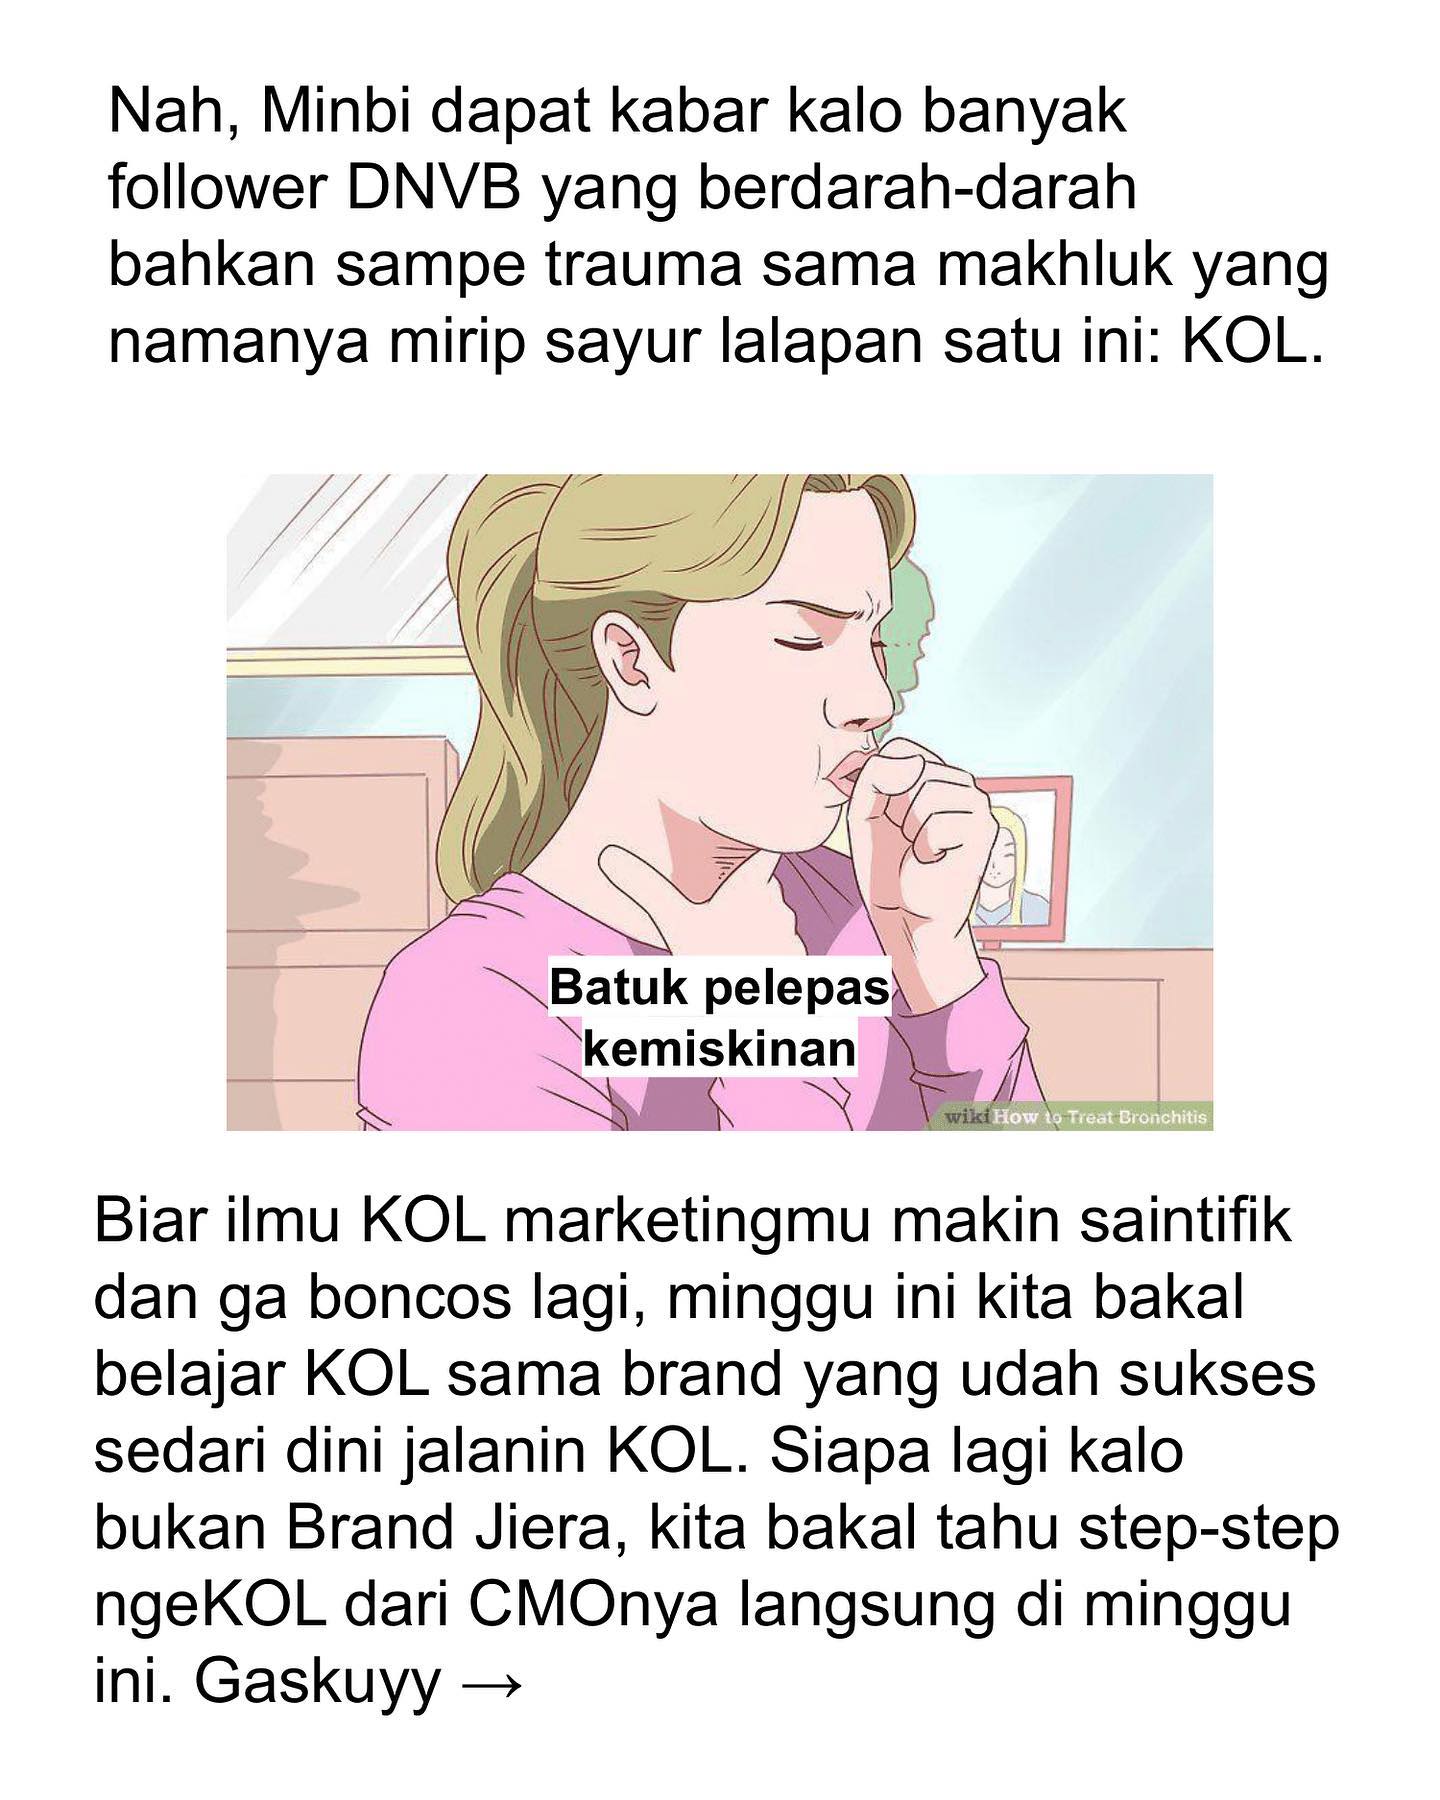 Nah, Minbi dapat kabar kalo banyak
follower DNVB yang berdarah-darah
bahkan sampe trauma sama makhluk yang
namanya mirip sayur lalapan satu ini: KOL.
Batuk pelepas
kemiskinan
wikiHow to Treat Bronchitis
Biar ilmu KOL marketingmu makin saintifik
dan ga boncos lagi, minggu ini kita bakal
belajar KOL sama brand yang udah sukses
sedari dini jalanin KOL. Siapa lagi kalo
bukan Brand Jiera, kita bakal tahu step-step
ngeKOL dari CMOnya langsung di minggu
ini. Gaskuyy →